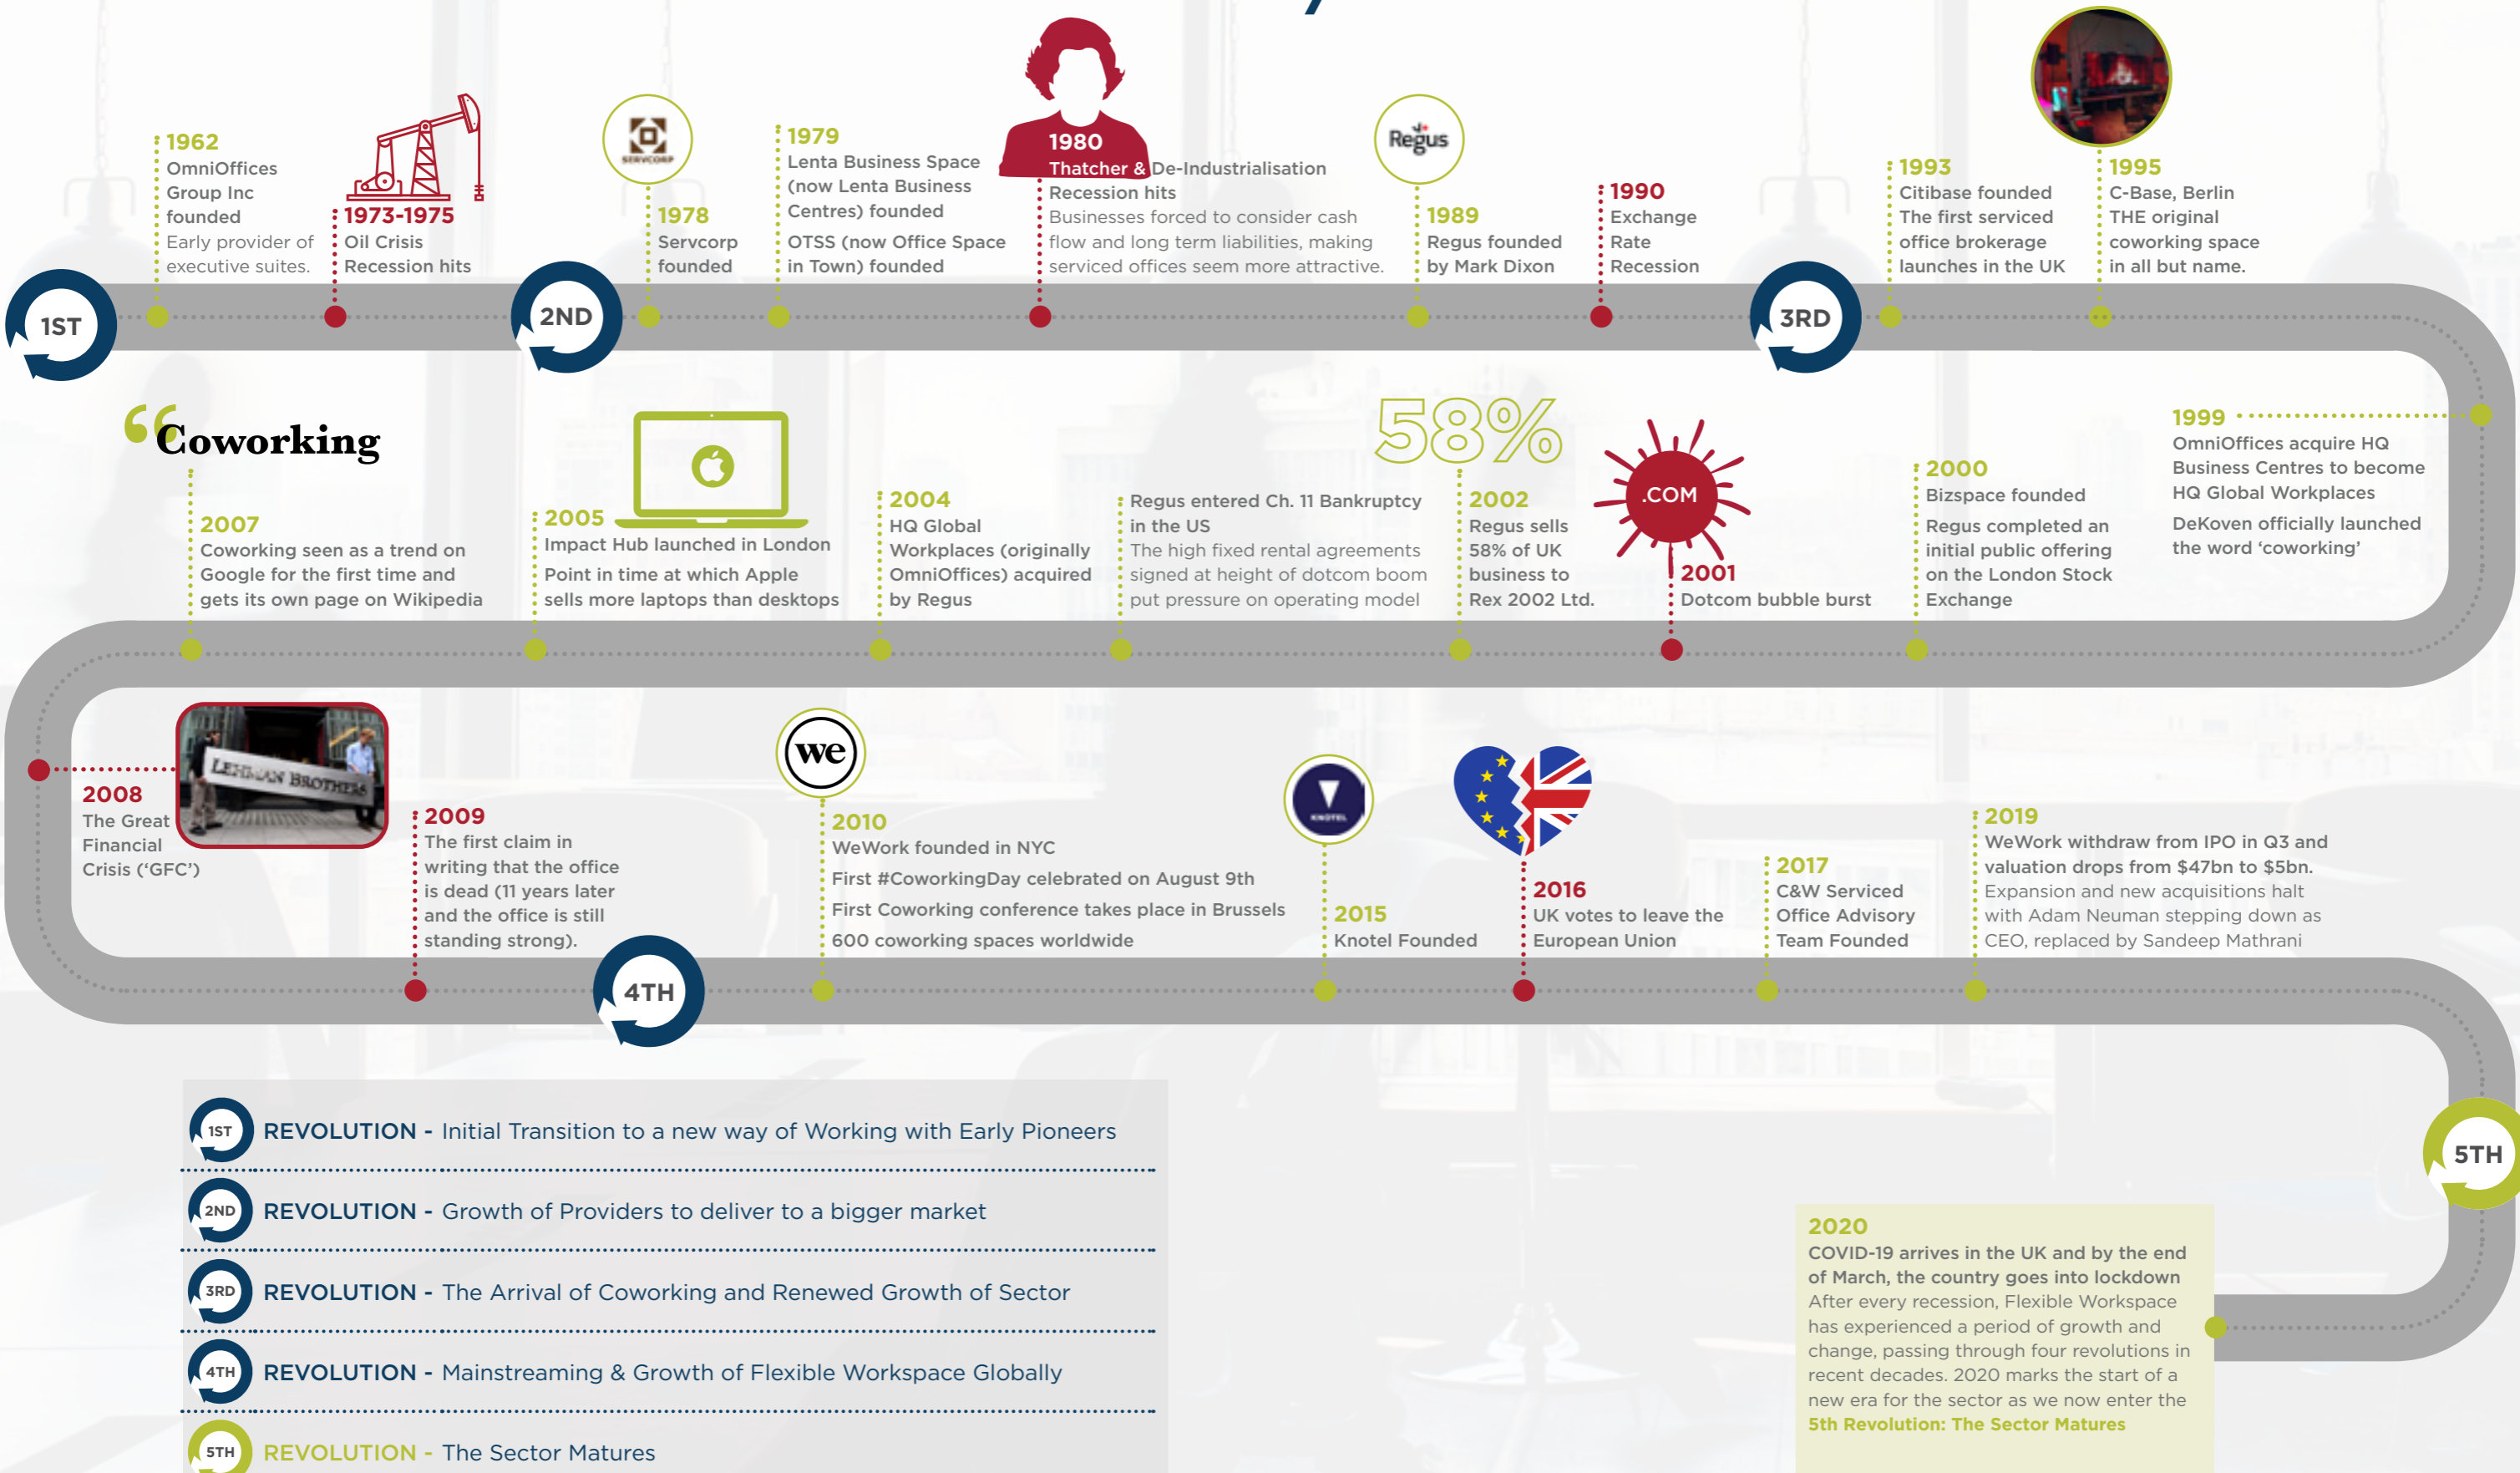 1ST
1962
OmniOffices
Group Inc
founded
Early provider of
executive suites.
1973-1975
Oil Crisis
Recession hits
2ND
SERVCORP
1978
Servcorp
founded
1979
Lenta Business Space
(now Lenta Business
Centres) founded
OTSS (now Office Space
in Town) founded
1980
Thatcher & De-Industrialisation
Recession hits
Businesses forced to consider cash
flow and long term liabilities, making
serviced offices seem more attractive.
Regus
1989
Regus founded
by Mark Dixon
1990
Exchange
Rate
Recession
3RD
1993
Citibase founded
The first serviced
office brokerage
launches in the UK
1995
C-Base, Berlin
THE original
coworking space
in all but name.
1999
OmniOffices acquire HQ
Business Centres to become
HQ Global Workplaces
DeKoven officially launched
the word ‘coworking’
2000
Bizspace founded
Regus completed an
initial public offering
on the London Stock
Exchange
.COM
2001
Dotcom bubble burst
58%
2002
Regus sells
58% of UK
business to
Rex 2002 Ltd.
Regus entered Ch. 11 Bankruptcy
in the US
The high fixed rental agreements
signed at height of dotcom boom
put pressure on operating model
2004
HQ Global
Workplaces (originally
OmniOffices) acquired
by Regus
2005
Impact Hub launched in London
Point in time at which Apple
sells more laptops than desktops
“Coworking
2007
Coworking seen as a trend on
Google for the first time and
gets its own page on Wikipedia
LEHMAN BROTHERS
2008
The Great
Financial
Crisis (‘GFC’)
2009
The first claim in
writing that the office
is dead (11 years later
and the office is still
standing strong).
4TH
we
2010
WeWork founded in NYC
First #CoworkingDay celebrated on August 9th
First Coworking conference takes place in Brussels
600 coworking spaces worldwide
KNOTEL
2015
Knotel Founded
2016
UK votes to leave the
European Union
2017
C&W Serviced
Office Advisory
Team Founded
2019
WeWork withdraw from IPO in Q3 and
valuation drops from $47bn to $5bn.
Expansion and new acquisitions halt
with Adam Neuman stepping down as
CEO, replaced by Sandeep Mathrani
5TH
2020
COVID-19 arrives in the UK and by the end
of March, the country goes into lockdown
After every recession, Flexible Workspace
has experienced a period of growth and
change, passing through four revolutions in
recent decades. 2020 marks the start of a
new era for the sector as we now enter the
5th Revolution: The Sector Matures
1ST REVOLUTION - Initial Transition to a new way of Working with Early Pioneers
2ND REVOLUTION - Growth of Providers to deliver to a bigger market
3RD REVOLUTION - The Arrival of Coworking and Renewed Growth of Sector
4TH REVOLUTION - Mainstreaming & Growth of Flexible Workspace Globally
5TH REVOLUTION - The Sector Matures